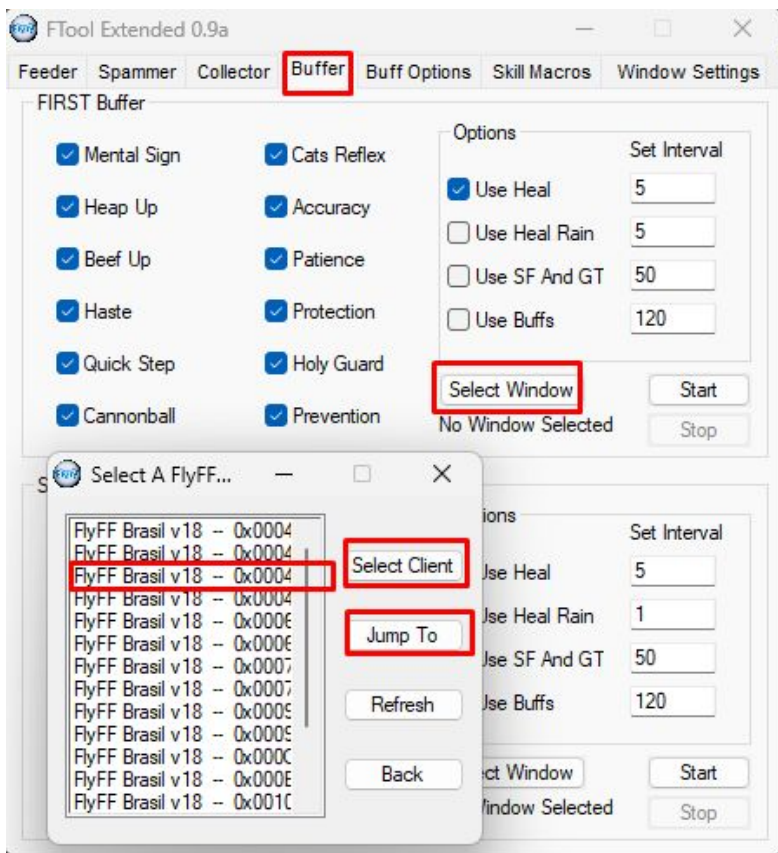 FTool Extended 0.9a
Feeder Spammer Collector Buffer Buff Options Skill Macros Window Settings
FIRST Buffer
Mental Sign
Heap Up
Beef Up
Haste
Quick Step
Cannonball
Cats Reflex
Accuracy
Patience
Protection
Holy Guard
Prevention
Options
Set Interval
Use Heal 5
Use Heal Rain 5
Use SF And GT 50
Use Buffs 120
Select Window Start
No Window Selected Stop
Select A FlyFF...
FlyFF Brasil v18 -- 0x0004
FlyFF Brasil v18 -- 0x0004
FlyFF Brasil v18 -- 0x0004
FlyFF Brasil v18 -- 0x0004
FlyFF Brasil v18 -- 0x0006
FlyFF Brasil v18 -- 0x0006
FlyFF Brasil v18 -- 0x0007
FlyFF Brasil v18 -- 0x0007
FlyFF Brasil v18 -- 0x0009
FlyFF Brasil v18 -- 0x0009
FlyFF Brasil v18 -- 0x000C
FlyFF Brasil v18 -- 0x000E
FlyFF Brasil v18 -- 0x0010
Select Client
Jump To
Refresh
Back
ions
Set Interval
Use Heal 5
Use Heal Rain 1
Use SF And GT 50
Use Buffs 120
ect Window Start
Window Selected Stop